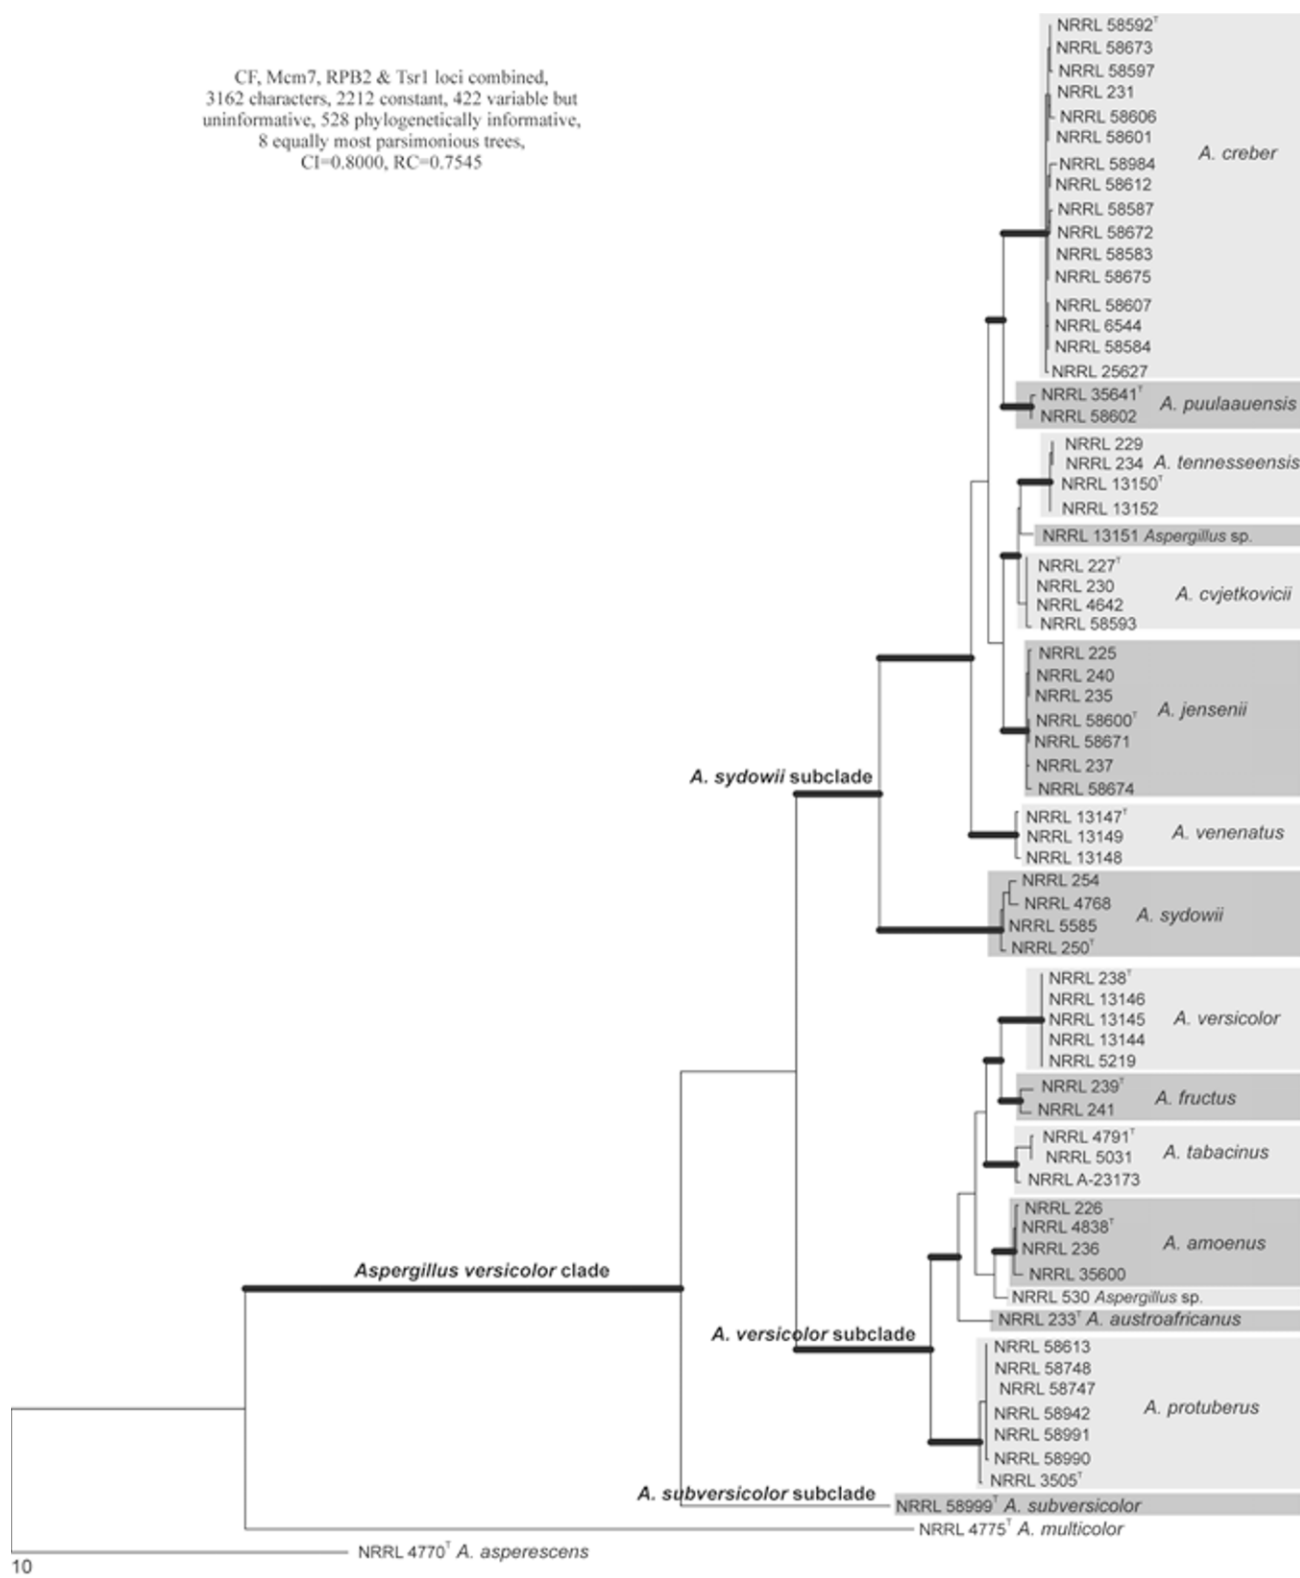 CF, Mcm7, RPB2 & Tsr1 loci combined,
3162 characters, 2212 constant, 422 variable but
uninformative, 528 phylogenetically informative,
8 equally most parsimonious trees,
CI=0.8000, RC=0.7545
NRRL 58592T
NRRL 58673
NRRL 58597
NRRL 231
NRRL 58606
NRRL 58601
A. creber
NRRL 58984
NRRL 58612
NRRL 58587
NRRL 58672
NRRL 58583
NRRL 58675
NRRL 58607
NRRL 6544
NRRL 58584
NRRL 25627
NRRL 35641T
A. puulaauensis
NRRL 58602
NRRL 229
NRRL 234 A. tennesseensis
NRRL 13150T
NRRL 13152
NRRL 13151 Aspergillus sp.
NRRL 227T
NRRL 230
A. cvjetkovicii
NRRL 4642
NRRL 58593
NRRL 225
NRRL 240
NRRL 235
A. jensenii
NRRL 58600T
NRRL 58671
NRRL 237
A. sydowii subclade
NRRL 58674
NRRL 13147T
NRRL 13149 A. venenatus
NRRL 13148
NRRL 254
NRRL 4768
A. sydowii
NRRL 5585
NRRL 250T
NRRL 238T
NRRL 13146
NRRL 13145 A. versicolor
NRRL 13144
NRRL 5219
NRRL 239T
A. fructus
NRRL 241
NRRL 4791T
A. tabacinus
NRRL 5031
NRRL A-23173
NRRL 226
NRRL 4838T
A. amoenus
NRRL 236
Aspergillus versicolor clade
NRRL 35600
NRRL 530 Aspergillus sp.
NRRL 233T A. austroafricanus
A. versicolor subclade
NRRL 58613
NRRL 58748
NRRL 58747
A. protuberus
NRRL 58942
NRRL 58991
NRRL 58990
NRRL 3505T
A. subversicolor subclade
NRRL 58999T A. subversicolor
NRRL 4775T A. multicolor
NRRL 4770T A. asperescens
10